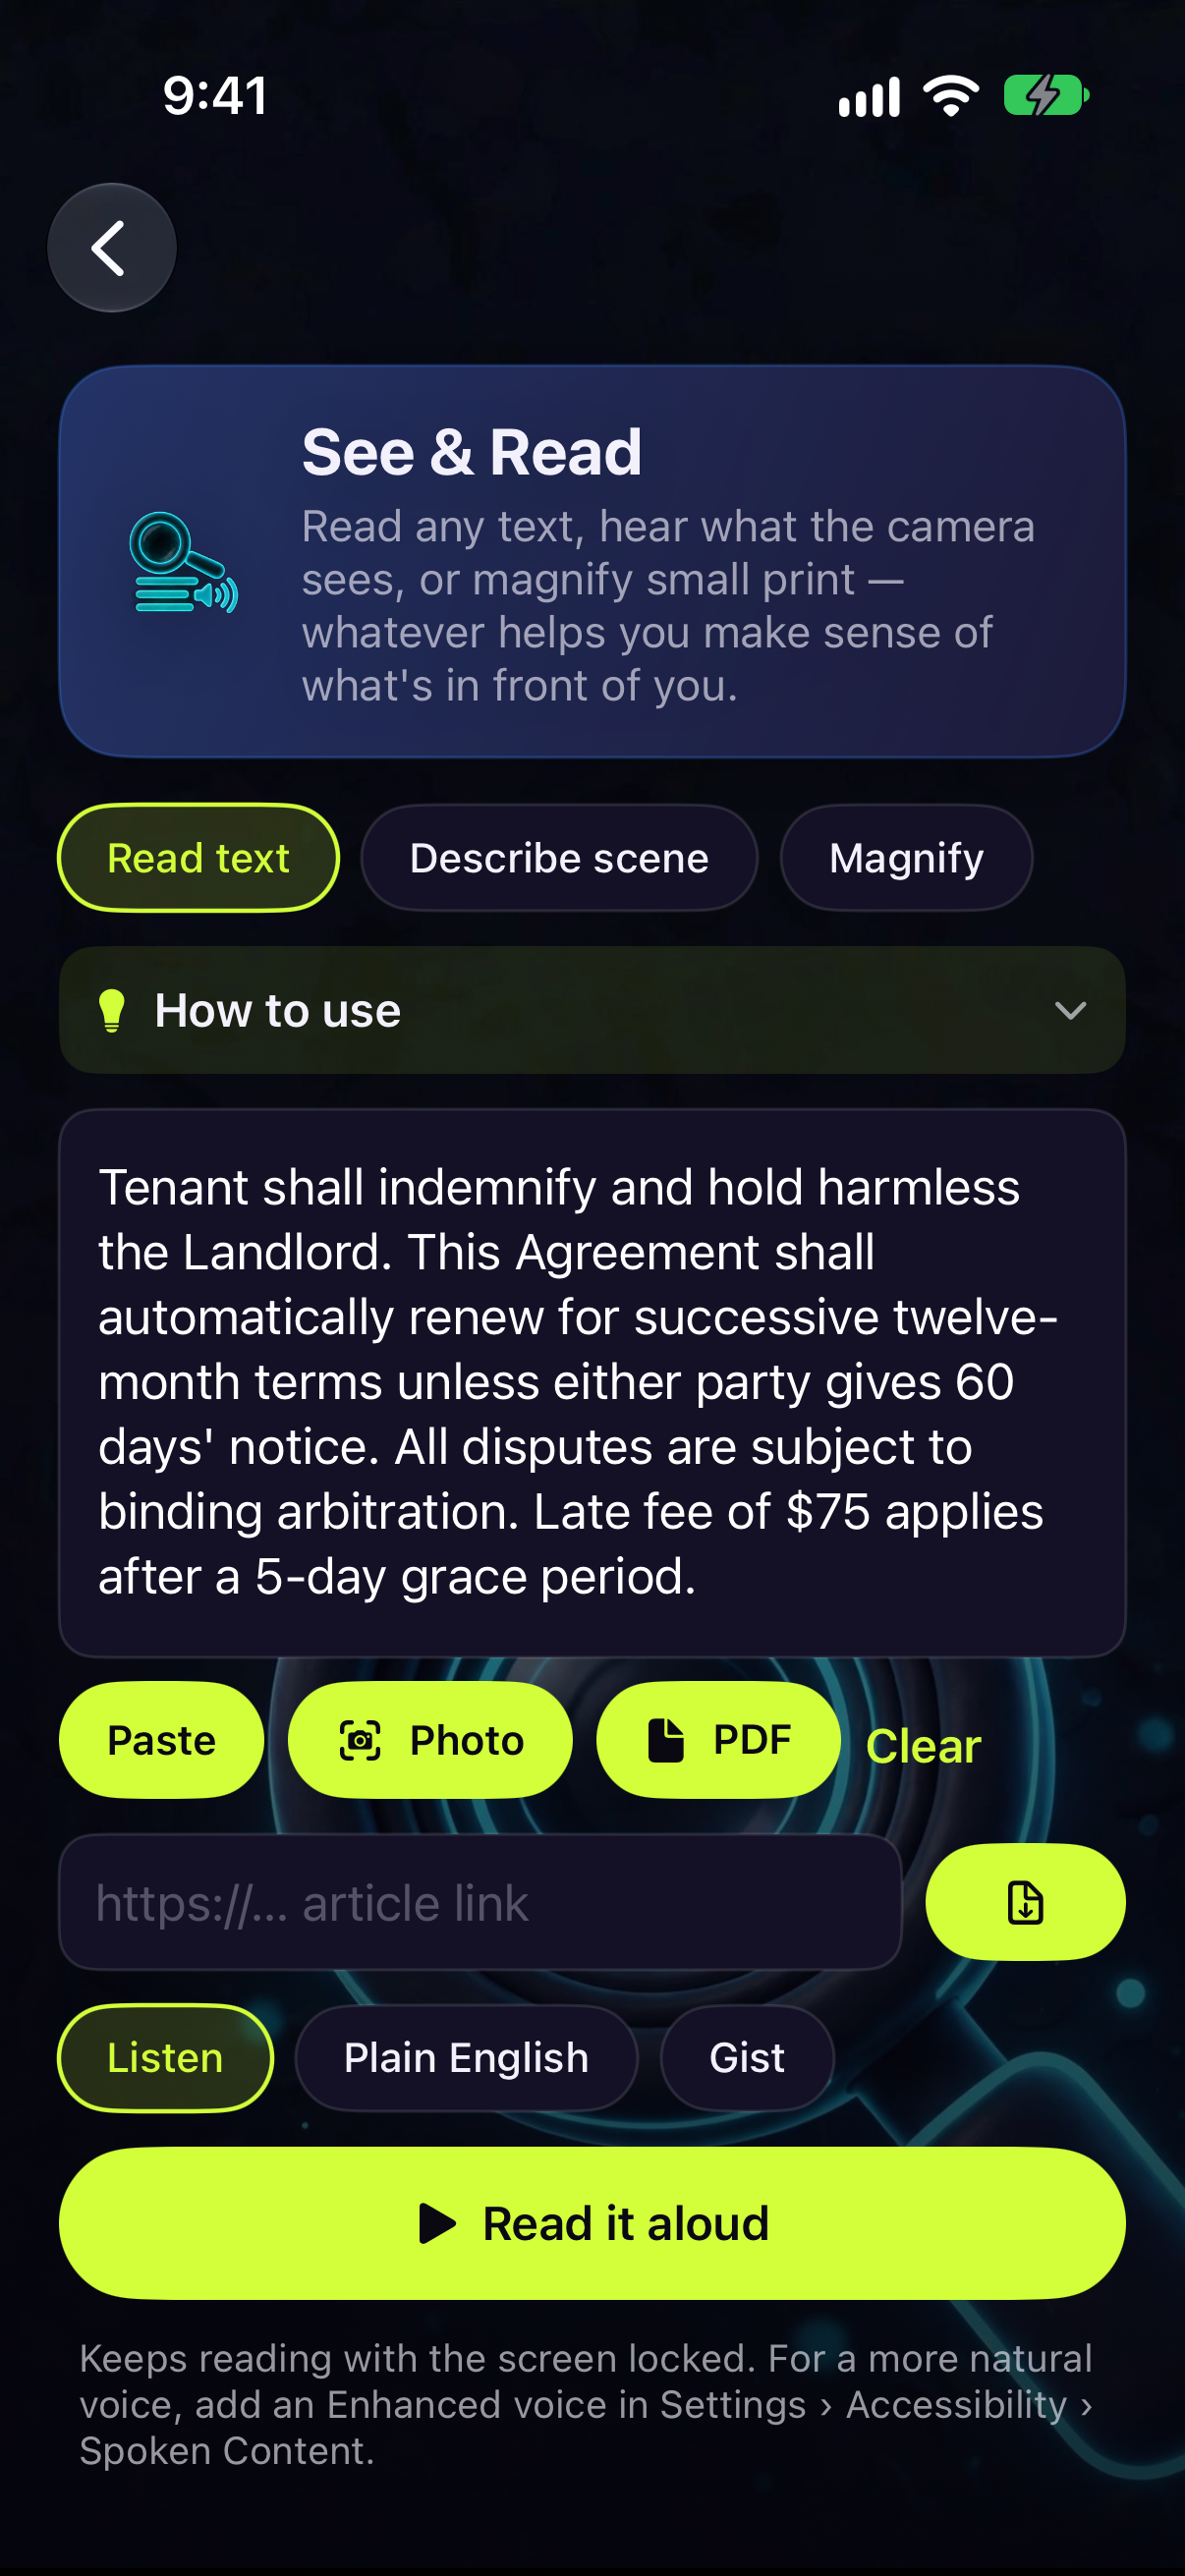 9:41
See & Read
Read any text, hear what the camera
sees, or magnify small print —
whatever helps you make sense of
what's in front of you.
Read text
Describe scene
Magnify
How to use
Tenant shall indemnify and hold harmless
the Landlord. This Agreement shall
automatically renew for successive twelve-
month terms unless either party gives 60
days' notice. All disputes are subject to
binding arbitration. Late fee of $75 applies
after a 5-day grace period.
Paste
Photo
PDF
Clear
https://... article link
Listen
Plain English
Gist
Read it aloud
Keeps reading with the screen locked. For a more natural
voice, add an Enhanced voice in Settings › Accessibility ›
Spoken Content.